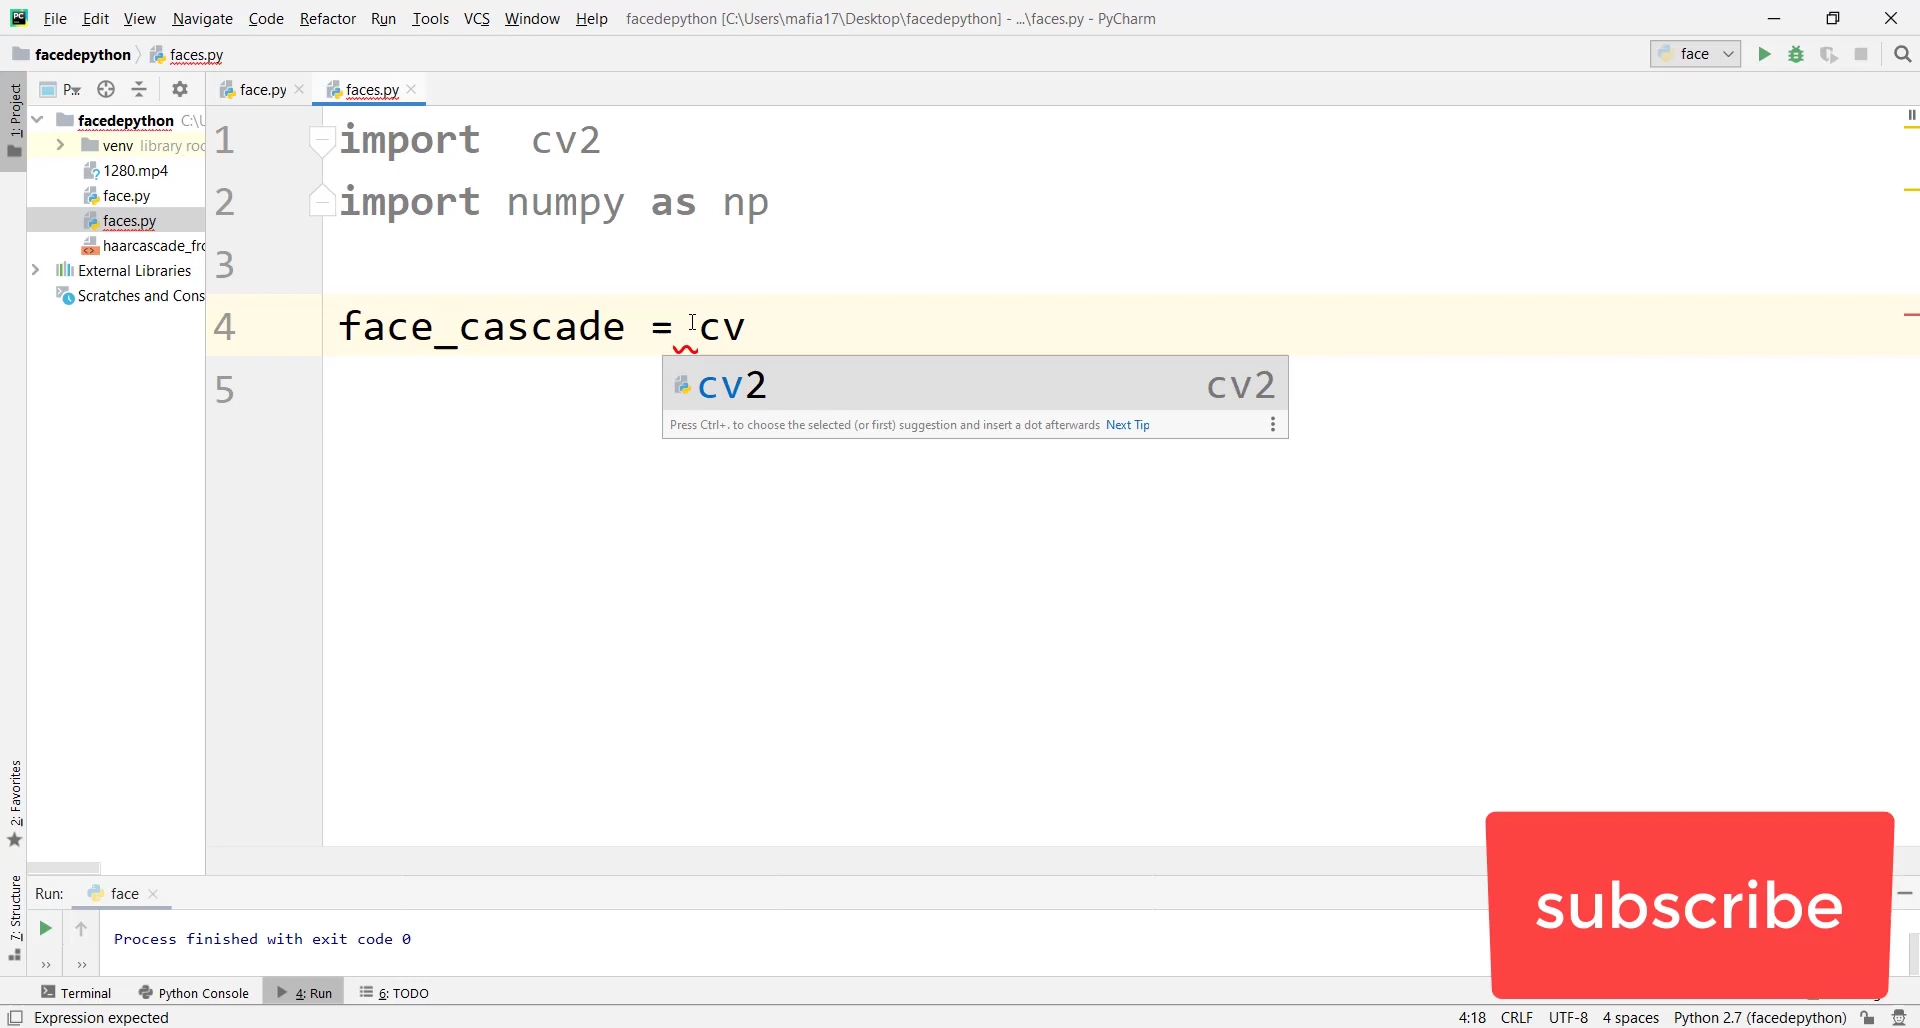 File Edit View Navigate Code Refactor Run Tools VCS Window Help facedepython [C:\Users\mafia17\Desktop\facedepython] - ...\faces.py - PyCharm
facedepython faces.py face
1: Project P... face.py faces.py
facedepython C:\U
venv library roo
1280.mp4
face.py
faces.py
haarcascade_fro
External Libraries
Scratches and Cons
1 import cv2
2 import numpy as np
3
4 face_cascade = cv
cv2 cv2
Press Ctrl+. to choose the selected (or first) suggestion and insert a dot afterwards Next Tip
5
2: Favorites
7: Structure
Run: face
Process finished with exit code 0
subscribe
Terminal Python Console 4: Run 6: TODO
Expression expected 4:18 CRLF UTF-8 4 spaces Python 2.7 (facedepython)